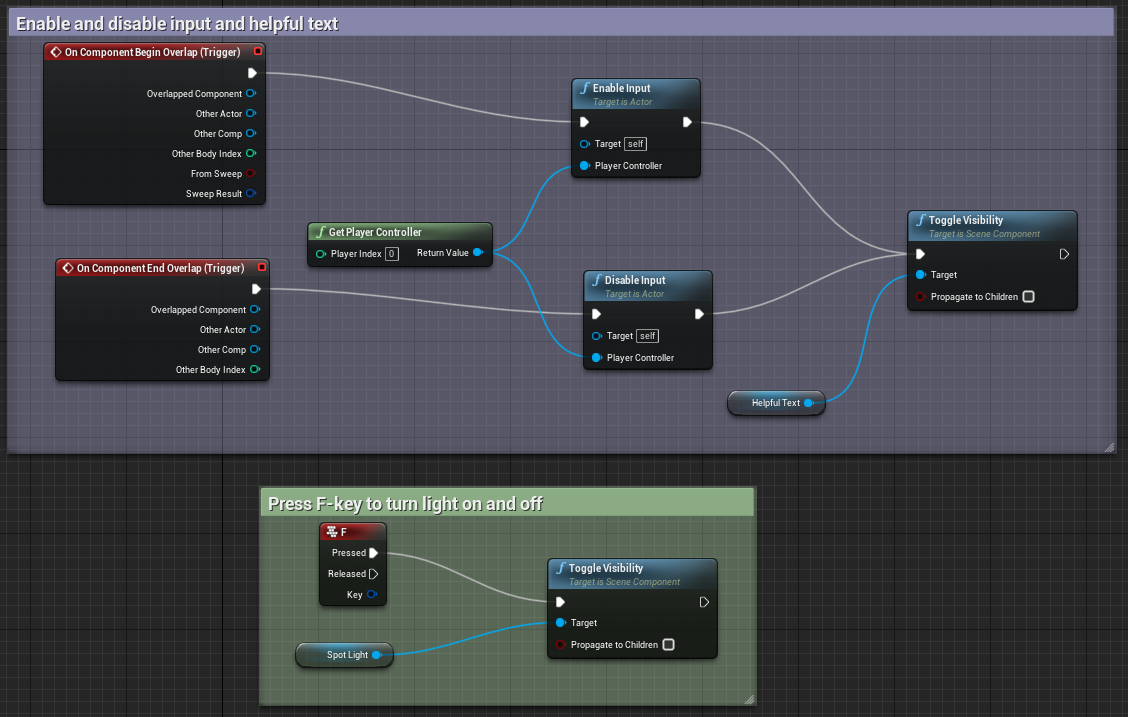 Enable and disable input and helpful text
On Component Begin Overlap (Trigger)
Overlapped Component
Other Actor
Other Comp
Other Body Index
From Sweep
Sweep Result
Enable Input
Target is Actor
Target self
Player Controller
Get Player Controller
Player Index 0 Return Value
Toggle Visibility
Target is Scene Component
Target
Propagate to Children
On Component End Overlap (Trigger)
Overlapped Component
Other Actor
Other Comp
Other Body Index
Disable Input
Target is Actor
Target self
Player Controller
Helpful Text
Press F-key to turn light on and off
F
Pressed
Released
Key
Toggle Visibility
Target is Scene Component
Target
Propagate to Children
Spot Light